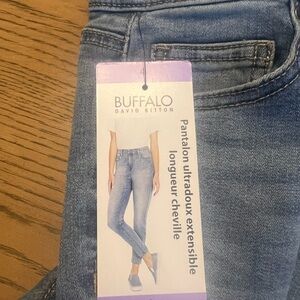 BUFFALO
DAVID BITTON
Pantalon ultradoux extensible
longueur cheville